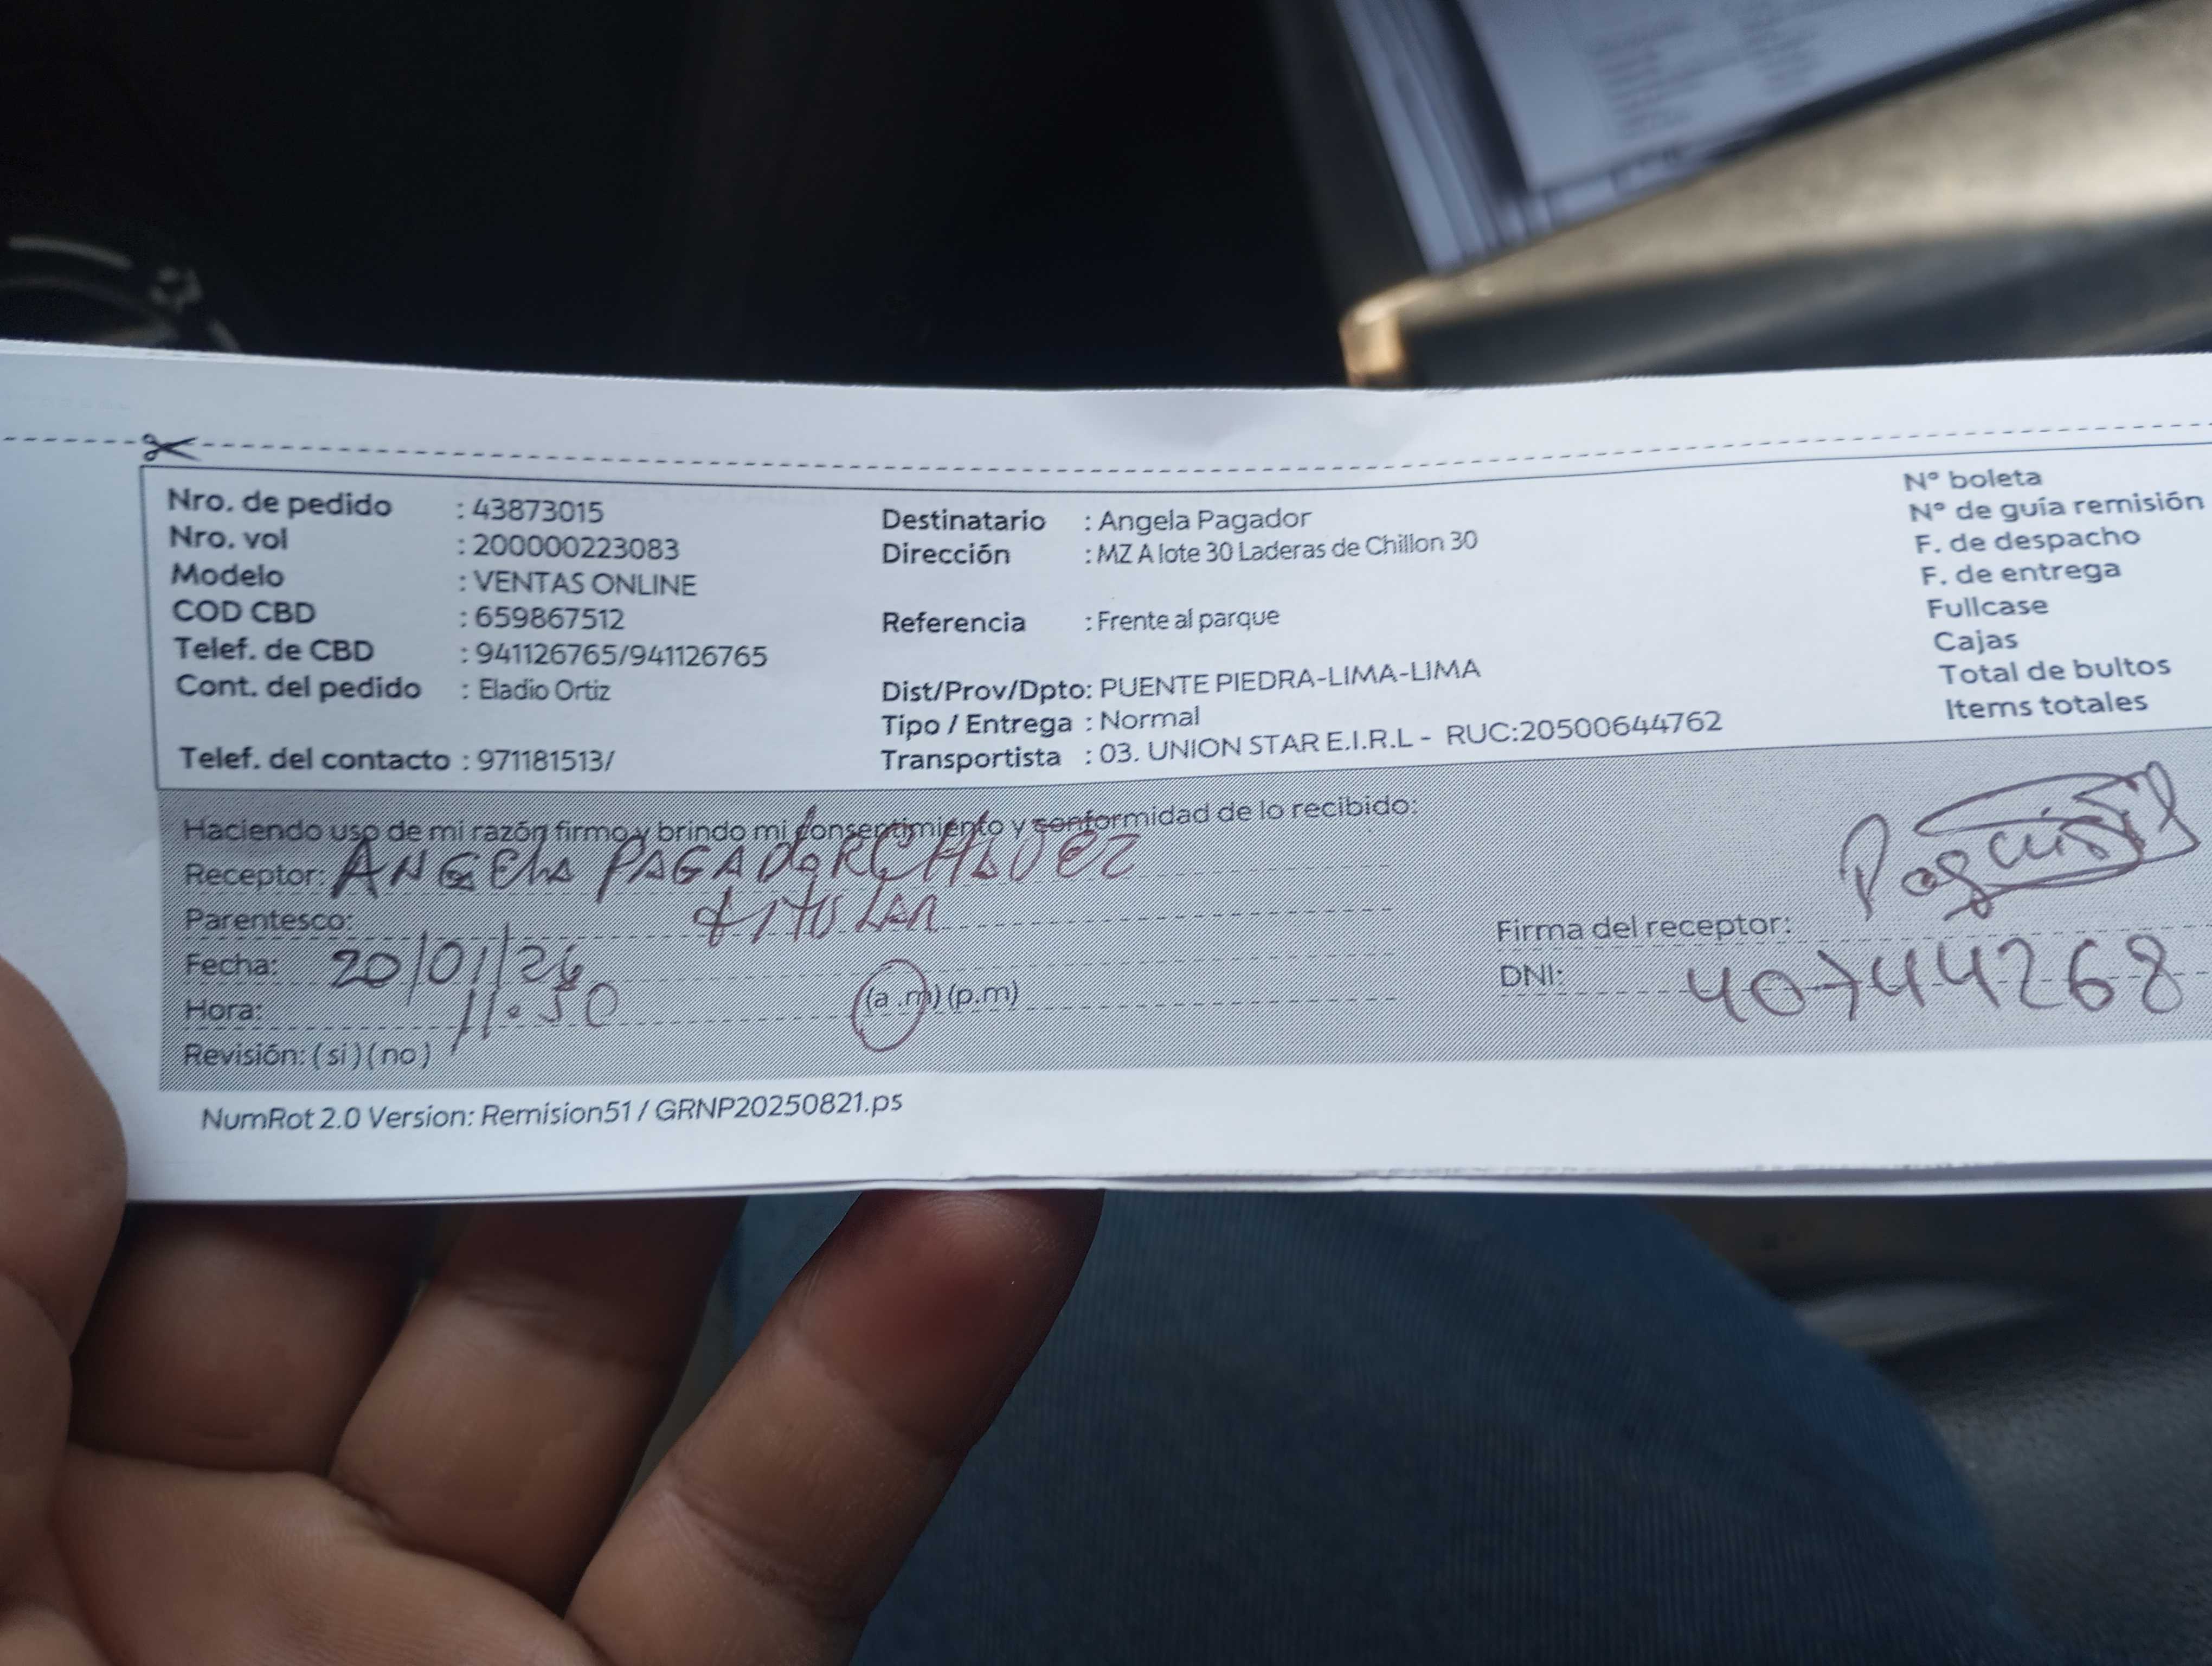 Nro. de pedido : 43873015
Nro. vol : 200000223083
Modelo : VENTAS ONLINE
COD CBD : 659867512
Telef. de CBD : 941126765/941126765
Cont. del pedido : Eladio Ortiz
Telef. del contacto : 971181513/
Destinatario : Angela Pagador
Dirección : MZ A lote 30 Laderas de Chillon 30
Referencia : Frente al parque
Dist/Prov/Dpto: PUENTE PIEDRA-LIMA-LIMA
Tipo / Entrega : Normal
Transportista : 03. UNION STAR E.I.R.L - RUC:20500644762
N° boleta
N° de guía remisión
F. de despacho
F. de entrega
Fullcase
Cajas
Total de bultos
Items totales
Haciendo uso de mi razón firmo y brindo mi consentimiento y conformidad de lo recibido:
Receptor: ANGELA PAGADOR CHAVEZ
Parentesco: TITULAR
Fecha: 20/01/26
Hora: 11:50 (a .m) (p.m)
Revisión: ( si ) ( no )
Firma del receptor:
DNI: 40744268
NumRot 2.0 Version: Remision51 / GRNP20250821.ps